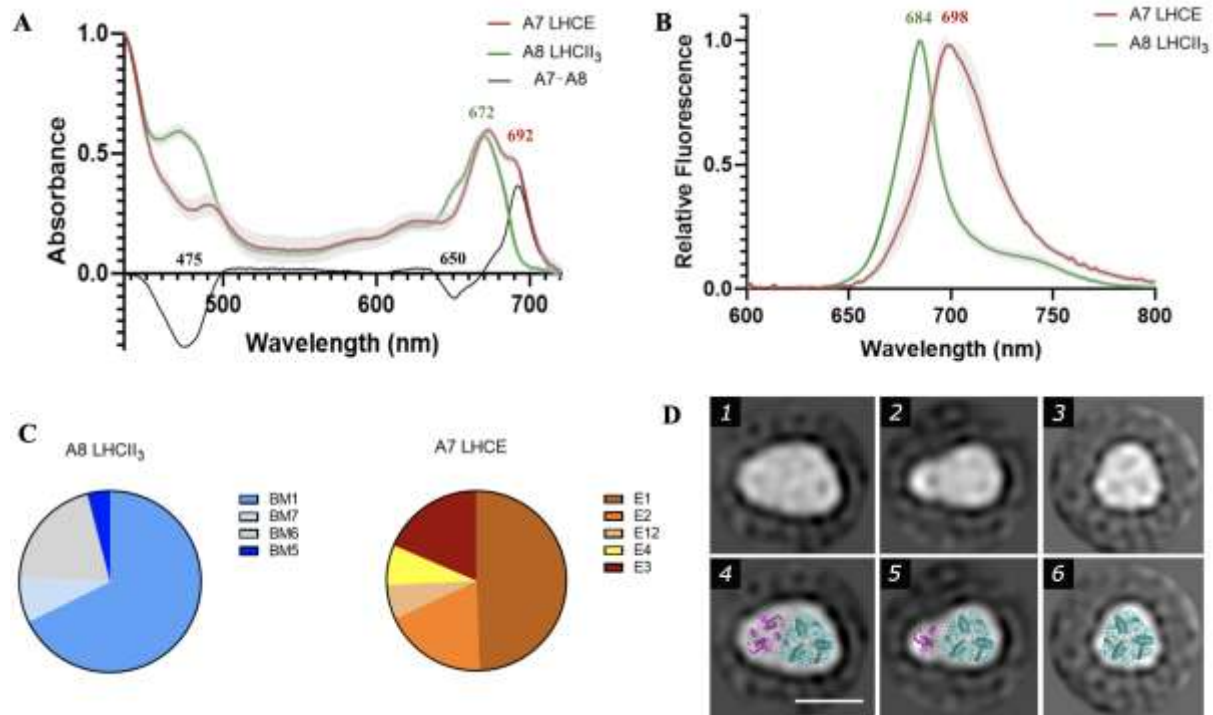 A
A7 LHCE
A8 LHCII₃
A7-A8
1.0
0.5
0.0
672
692
475
650
500
600
700
Absorbance
Wavelength (nm)
B
684
698
A7 LHCE
A8 LHCII₃
1.0
0.5
0.0
600
650
700
750
800
Relative Fluorescence
Wavelength (nm)
C
A8 LHCII₃
BM1
BM7
BM6
BM5
A7 LHCE
E1
E2
E12
E4
E3
D
1
2
3
4
5
6